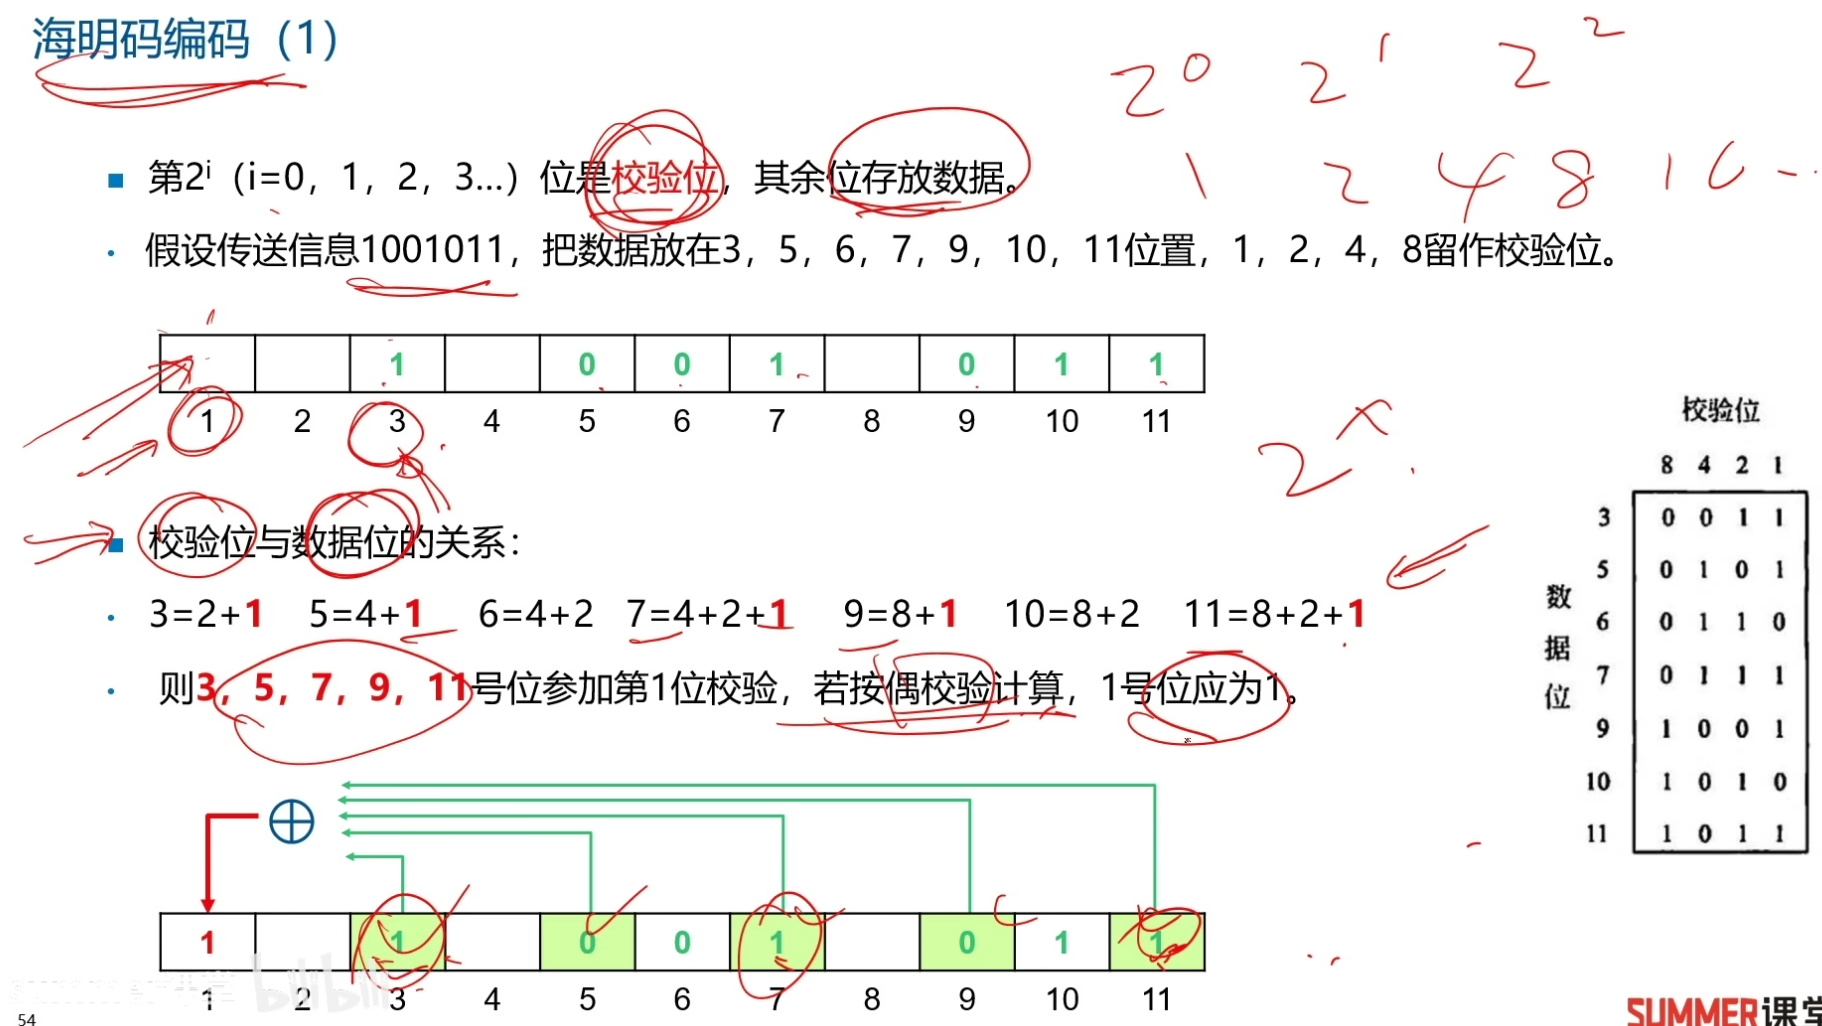 海明码编码（1）
2⁰ 2¹ 2²
1 2 4 8 16 ...
第2ⁱ（i=0，1，2，3...）位是校验位，其余位存放数据。
假设传送信息1001011，把数据放在3，5，6，7，9，10，11位置，1，2，4，8留作校验位。
1 0 0 1 0 1 1
1 2 3 4 5 6 7 8 9 10 11
2ˣ
校验位与数据位的关系：
3=2+1 5=4+1 6=4+2 7=4+2+1 9=8+1 10=8+2 11=8+2+1
则3，5，7，9，11号位参加第1位校验，若按偶校验计算，1号位应为1。
1 1 0 0 1 0 1 1
1 2 3 4 5 6 7 8 9 10 11
校验位
8 4 2 1
数据位
3 0 0 1 1
5 0 1 0 1
6 0 1 1 0
7 0 1 1 1
9 1 0 0 1
10 1 0 1 0
11 1 0 1 1
bilibili
54
SUMMER课堂